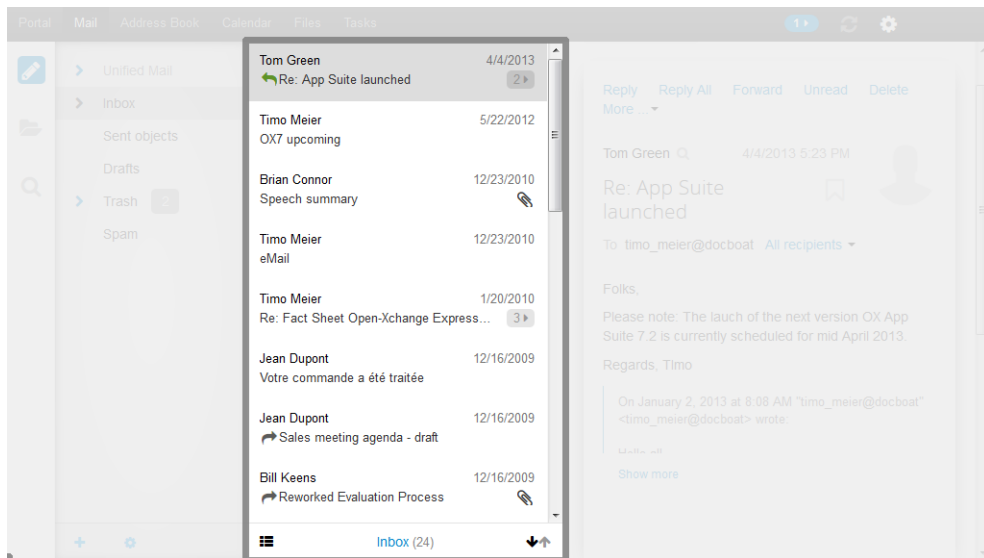 Portal Mail Address Book Calendar Files Tasks 1
Unified Mail
Inbox
Sent objects
Drafts
Trash 2
Spam
Tom Green 4/4/2013
Re: App Suite launched 2
Timo Meier 5/22/2012
OX7 upcoming
Brian Connor 12/23/2010
Speech summary
Timo Meier 12/23/2010
eMail
Timo Meier 1/20/2010
Re: Fact Sheet Open-Xchange Express... 3
Jean Dupont 12/16/2009
Votre commande a été traitée
Jean Dupont 12/16/2009
Sales meeting agenda - draft
Bill Keens 12/16/2009
Reworked Evaluation Process
Inbox (24)
Reply Reply All Forward Unread Delete
More ...
Tom Green 4/4/2013 5:23 PM
Re: App Suite
launched
To timo_meier@docboat All recipients
Folks,
Please note: The lauch of the next version OX App
Suite 7.2 is currently scheduled for mid April 2013.
Regards, Timo
On January 2, 2013 at 8:08 AM "timo_meier@docboat"
<timo_meier@docboat> wrote:
Hello all
Show more